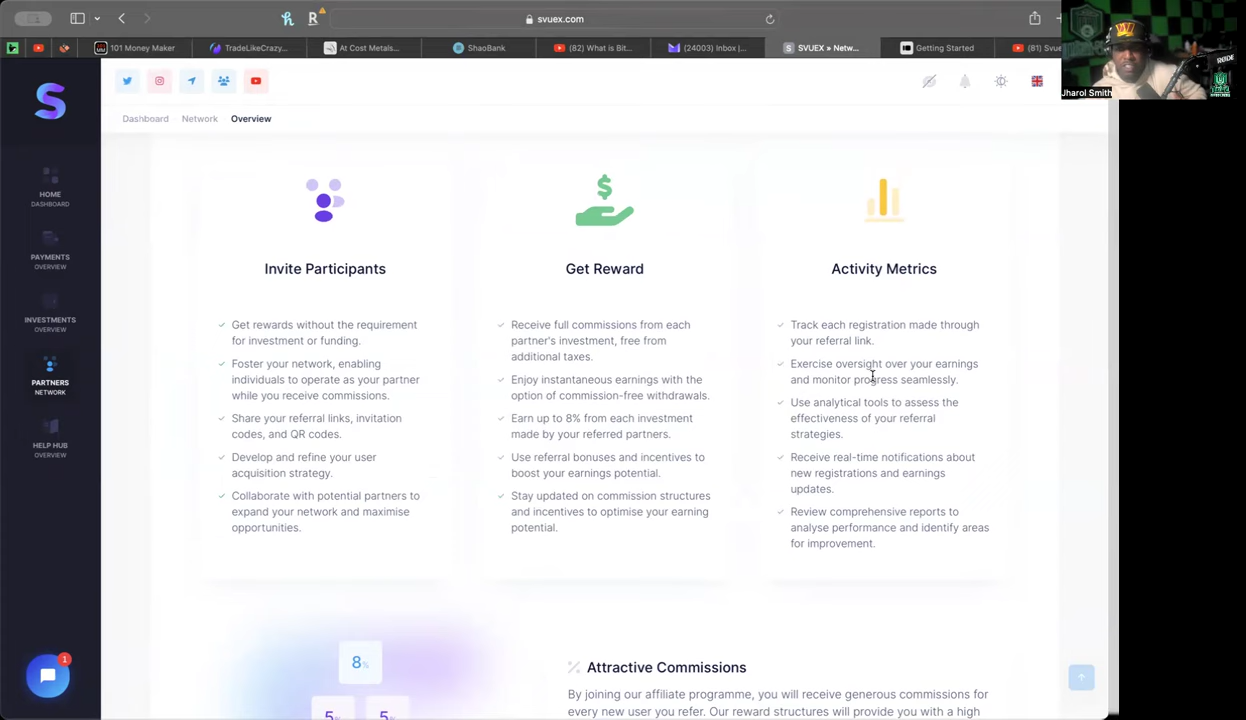 svuex.com
101 Money Maker
TradeLikeCrazy...
At Cost Metals...
ShaoBank
(82) What is Bit...
(24003) Inbox |...
SVUEX » Netw...
Getting Started
(81) Svue
RØDE
Jharol Smith
Dashboard Network Overview
HOME
DASHBOARD
PAYMENTS
OVERVIEW
INVESTMENTS
OVERVIEW
PARTNERS
NETWORK
HELP HUB
OVERVIEW
1
Invite Participants
Get rewards without the requirement
for investment or funding.
Foster your network, enabling
individuals to operate as your partner
while you receive commissions.
Share your referral links, invitation
codes, and QR codes.
Develop and refine your user
acquisition strategy.
Collaborate with potential partners to
expand your network and maximise
opportunities.
Get Reward
Receive full commissions from each
partner's investment, free from
additional taxes.
Enjoy instantaneous earnings with the
option of commission-free withdrawals.
Earn up to 8% from each investment
made by your referred partners.
Use referral bonuses and incentives to
boost your earnings potential.
Stay updated on commission structures
and incentives to optimise your earning
potential.
Activity Metrics
Track each registration made through
your referral link.
Exercise oversight over your earnings
and monitor progress seamlessly.
Use analytical tools to assess the
effectiveness of your referral
strategies.
Receive real-time notifications about
new registrations and earnings
updates.
Review comprehensive reports to
analyse performance and identify areas
for improvement.
8%
5% 5%
Attractive Commissions
By joining our affiliate programme, you will receive generous commissions for
every new user you refer. Our reward structures will provide you with a high